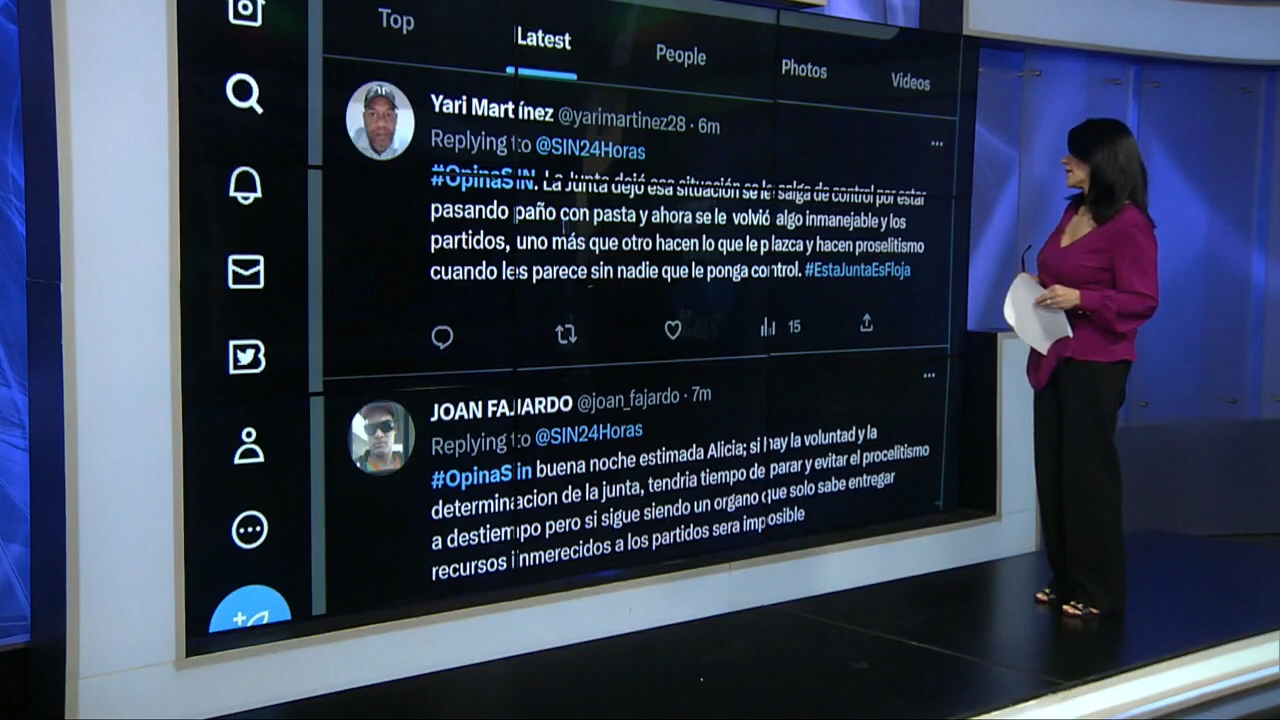 Top
Latest
People
Photos
Videos
Yari Martínez @yarimartinez28 · 6m
Replying to @SIN24Horas
#OpinaSIN. La Junta dejó esa situación se le salga de control por estar
pasando paño con pasta y ahora se le volvió algo inmanejable y los
partidos, uno más que otro hacen lo que le plazca y hacen proselitismo
cuando les parece sin nadie que le ponga control. #EstaJuntaEsFloja
15
JOAN FAJARDO @joan_fajardo · 7m
Replying to @SIN24Horas
#OpinaSin buena noche estimada Alicia; si hay la voluntad y la
determinacion de la junta, tendria tiempo de parar y evitar el procelitismo
a destiempo pero si sigue siendo un organo que solo sabe entregar
recursos inmerecidos a los partidos sera imposible